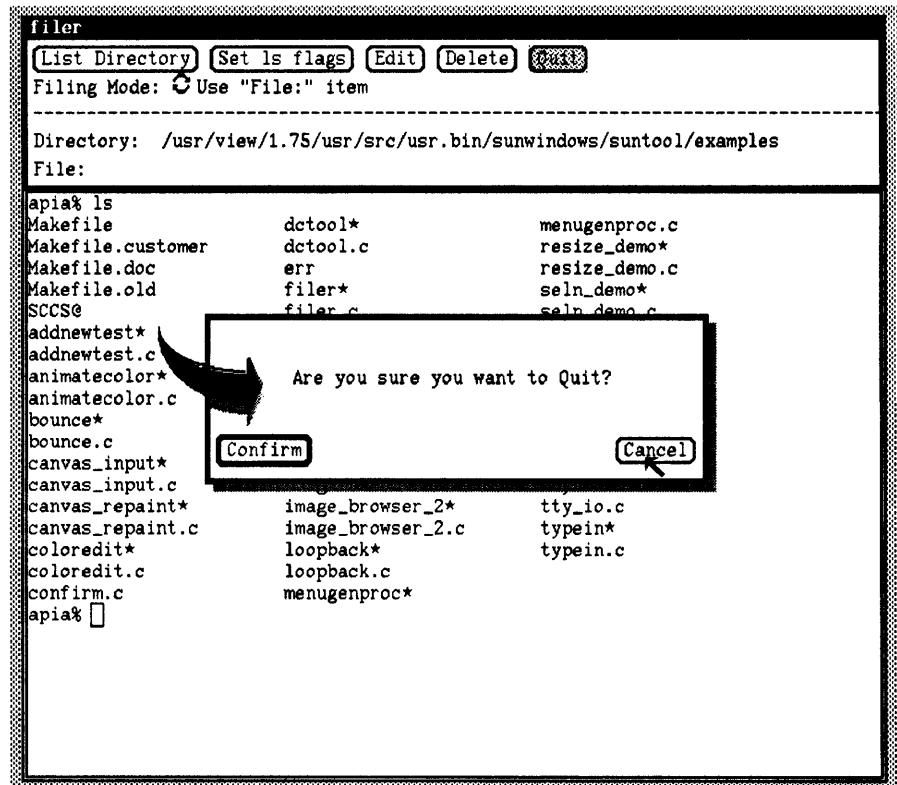 filer
List Directory Set ls flags Edit Delete Quit
Filing Mode: Use "File:" item
Directory: /usr/view/1.75/usr/src/usr.bin/sunwindows/suntool/examples
File:
apia% ls
Makefile dctool* menugenproc.c
Makefile.customer dctool.c resize_demo*
Makefile.doc err resize_demo.c
Makefile.old filer* seln_demo*
SCCS@ filer.c seln_demo.c
addnewtest*
addnewtest.c
animatecolor* Are you sure you want to Quit?
animatecolor.c
bounce*
bounce.c Confirm Cancel
canvas_input*
canvas_input.c
canvas_repaint* image_browser_2* tty_io.c
canvas_repaint.c image_browser_2.c typein*
coloredit* loopback* typein.c
coloredit.c loopback.c
confirm.c menugenproc*
apia%